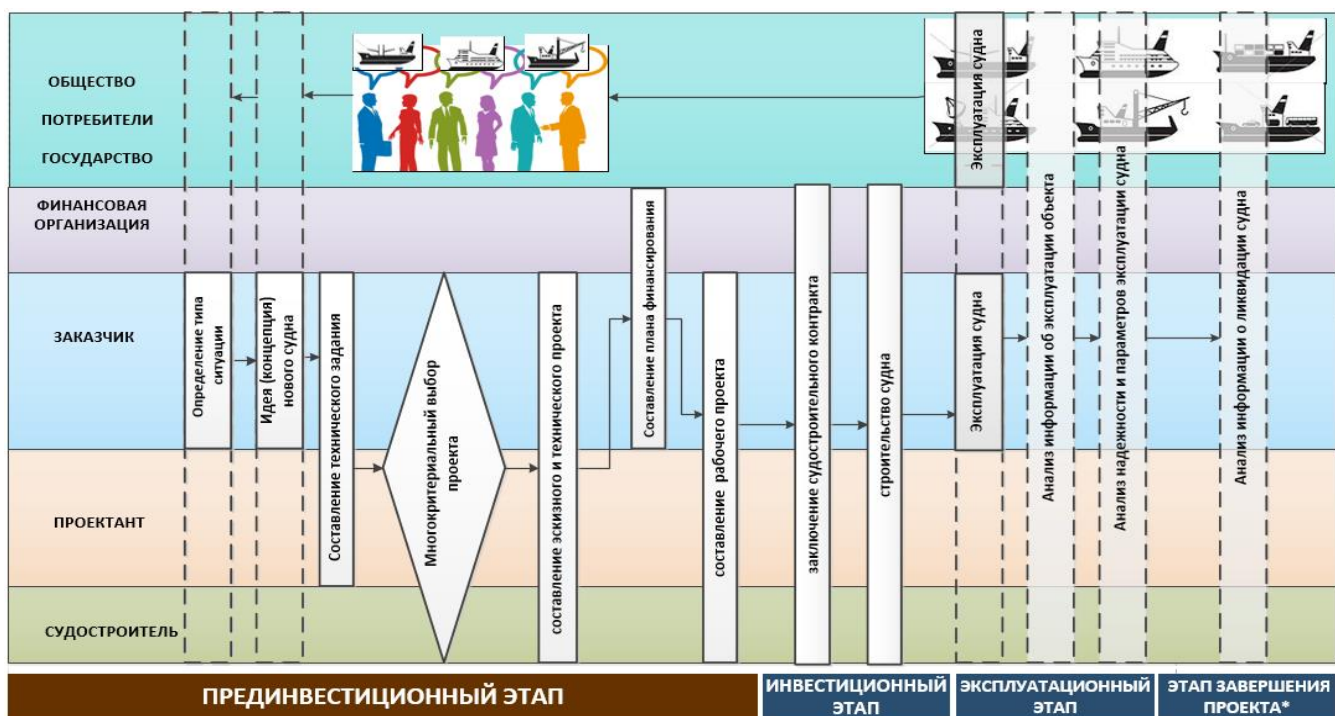 ОБЩЕСТВО
ПОТРЕБИТЕЛИ
ГОСУДАРСТВО
ФИНАНСОВАЯ
ОРГАНИЗАЦИЯ
ЗАКАЗЧИК
ПРОЕКТАНТ
СУДОСТРОИТЕЛЬ
Определение типа
ситуации
Идея (концепция)
нового судна
Составление технического задания
Многокритериальный выбор
проекта
составление эскизного и технического проекта
Составление плана финансирования
составление рабочего проекта
заключение судостроительного контракта
строительство судна
Эксплуатация судна
Эксплуатация судна
Анализ информации об эксплуатации объекта
Анализ надежности и параметров эксплуатации судна
Анализ информации о ликвидации судна
ПРЕДИНВЕСТИЦИОННЫЙ ЭТАП
ИНВЕСТИЦИОННЫЙ
ЭТАП
ЭКСПЛУАТАЦИОННЫЙ
ЭТАП
ЭТАП ЗАВЕРШЕНИЯ
ПРОЕКТА*